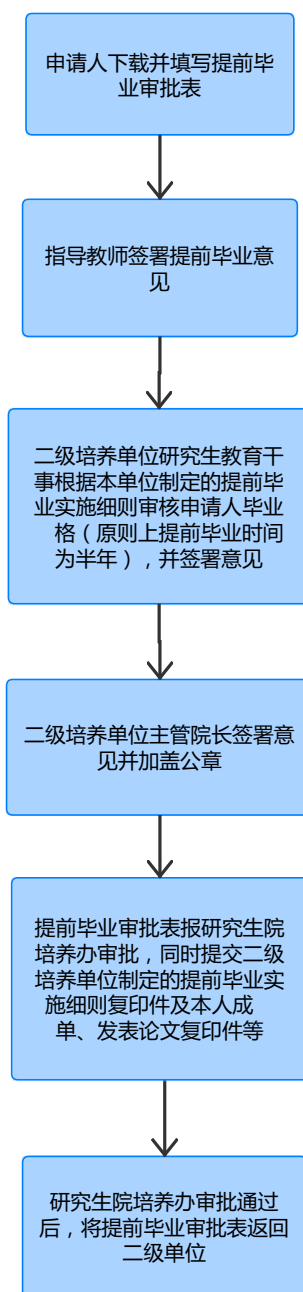 申请人下载并填写提前毕
业审批表
指导教师签署提前毕业意
见
二级培养单位研究生教育干
事根据本单位制定的提前毕
业实施细则审核申请人毕业
格（原则上提前毕业时间
为半年），并签署意见
二级培养单位主管院长签署意
见并加盖公章
提前毕业审批表报研究生院
培养办审批，同时提交二级
培养单位制定的提前毕业实
施细则复印件及本人成
单、发表论文复印件等
研究生院培养办审批通过
后，将提前毕业审批表返回
二级单位